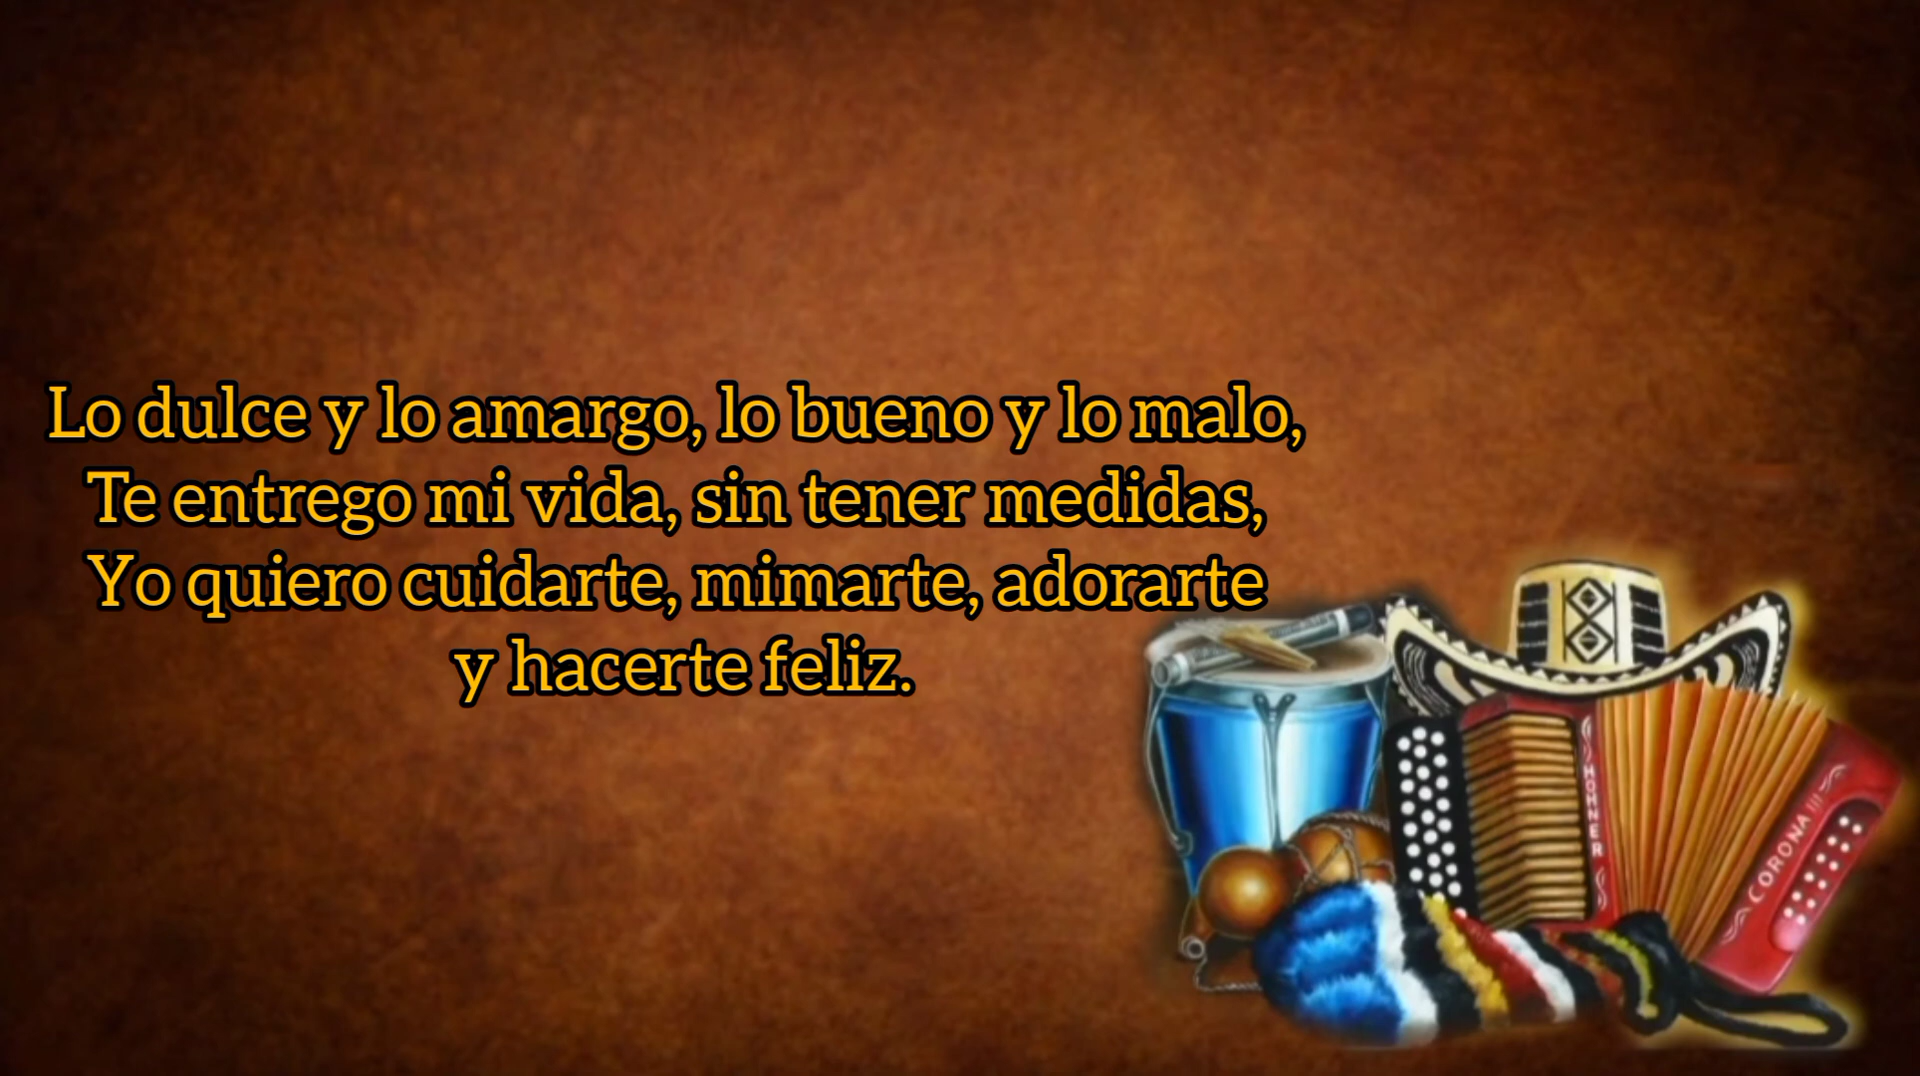 Lo dulce y lo amargo, lo bueno y lo malo,
Te entrego mi vida, sin tener medidas,
Yo quiero cuidarte, mimarte, adorarte
y hacerte feliz.
HOHNER
CORONA III